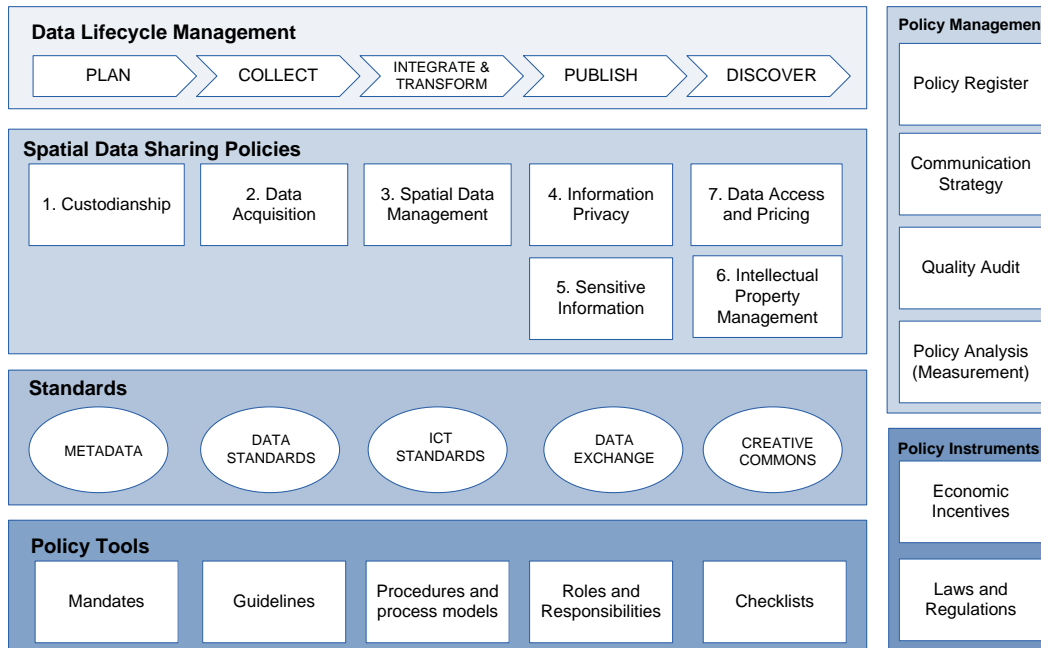 Data Lifecycle Management
PLAN
COLLECT
INTEGRATE &
TRANSFORM
PUBLISH
DISCOVER
Spatial Data Sharing Policies
1. Custodianship
2. Data
Acquisition
3. Spatial Data
Management
4. Information
Privacy
7. Data Access
and Pricing
5. Sensitive
Information
6. Intellectual
Property
Management
Standards
METADATA
DATA
STANDARDS
ICT
STANDARDS
DATA
EXCHANGE
CREATIVE
COMMONS
Policy Tools
Mandates
Guidelines
Procedures and
process models
Roles and
Responsibilities
Checklists
Policy Managemen
Policy Register
Communication
Strategy
Quality Audit
Policy Analysis
(Measurement)
Policy Instruments
Economic
Incentives
Laws and
Regulations